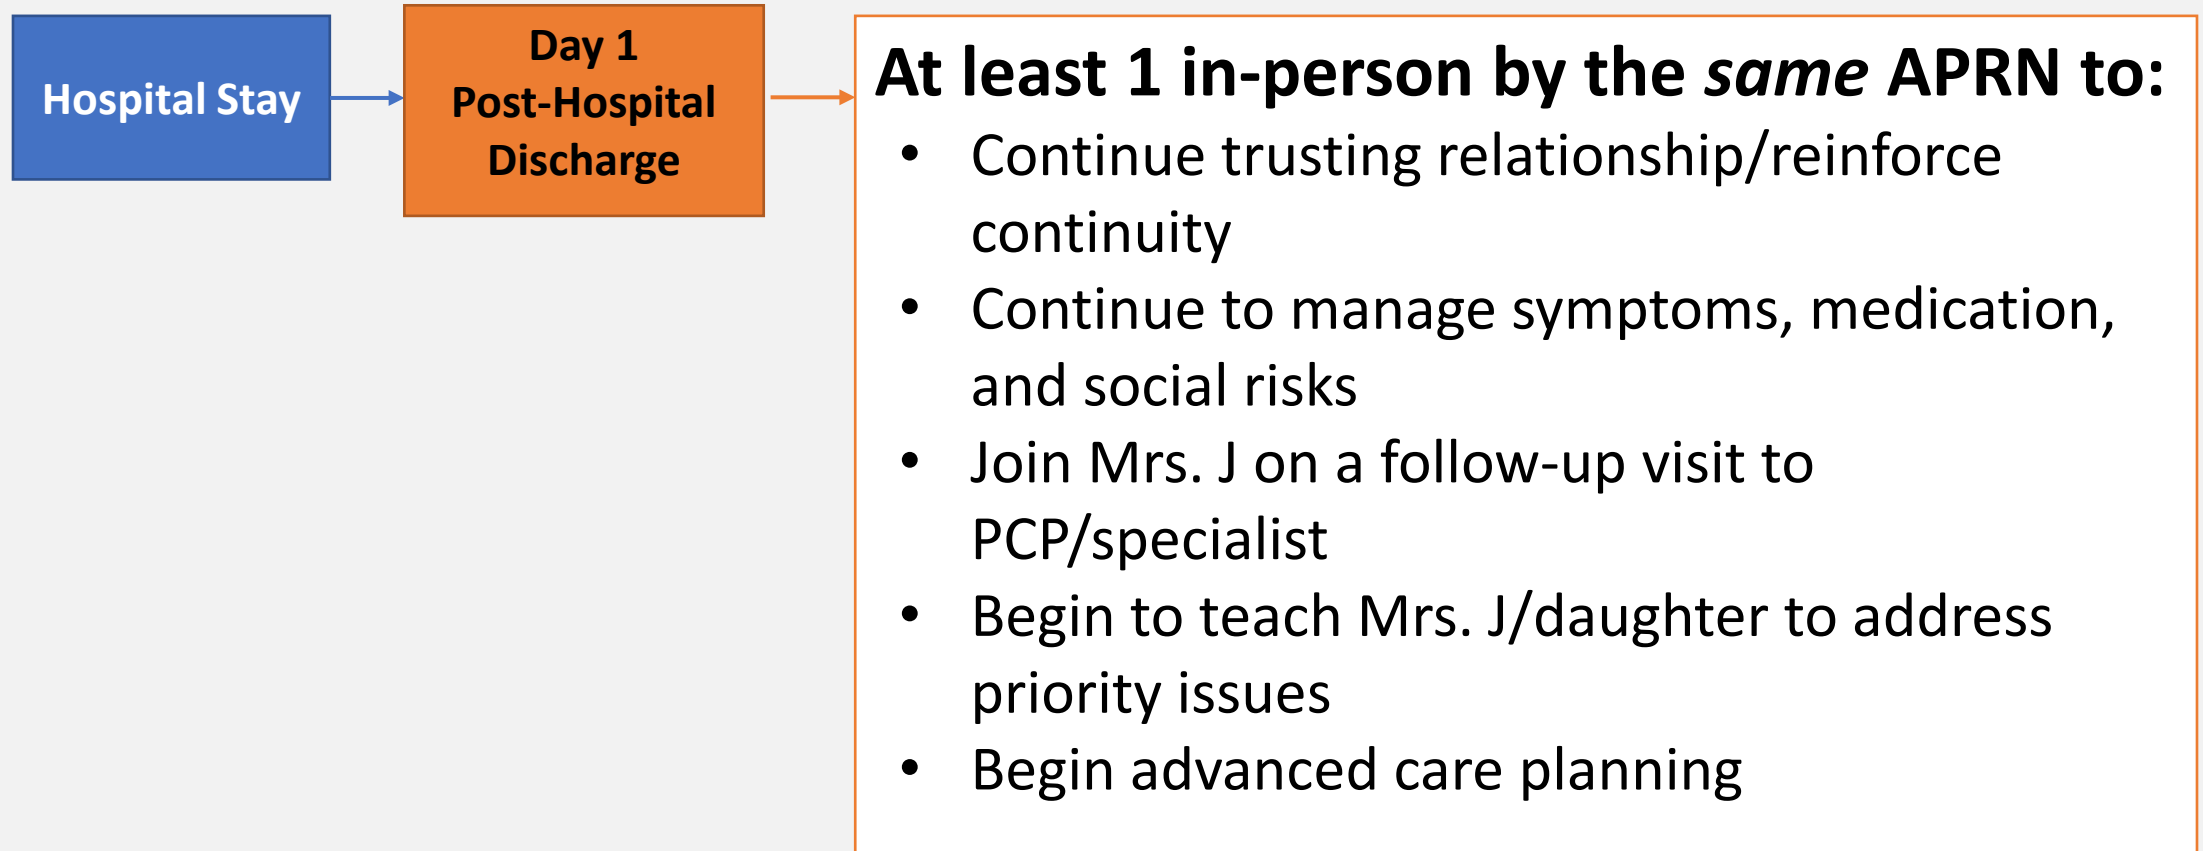 Hospital Stay
Day 1
Post-Hospital
Discharge
At least 1 in-person by the same APRN to:
• Continue trusting relationship/reinforce
continuity
• Continue to manage symptoms, medication,
and social risks
• Join Mrs. J on a follow-up visit to
PCP/specialist
• Begin to teach Mrs. J/daughter to address
priority issues
• Begin advanced care planning